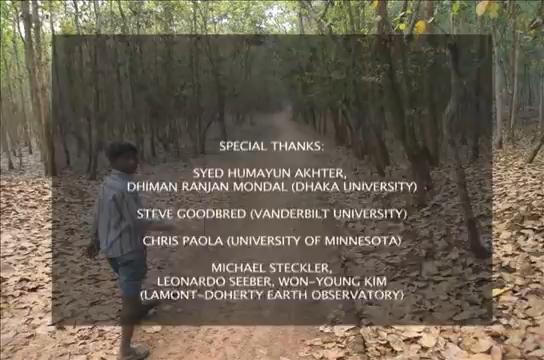 SPECIAL THANKS:
SYED HUMAYUN AKHTER,
DHIMAN RANJAN MONDAL (DHAKA UNIVERSITY)
STEVE GOODBRED (VANDERBILT UNIVERSITY)
CHRIS PAOLA (UNIVERSITY OF MINNESOTA)
MICHAEL STECKLER,
LEONARDO SEEBER, WON-YOUNG KIM
(LAMONT-DOHERTY EARTH OBSERVATORY)